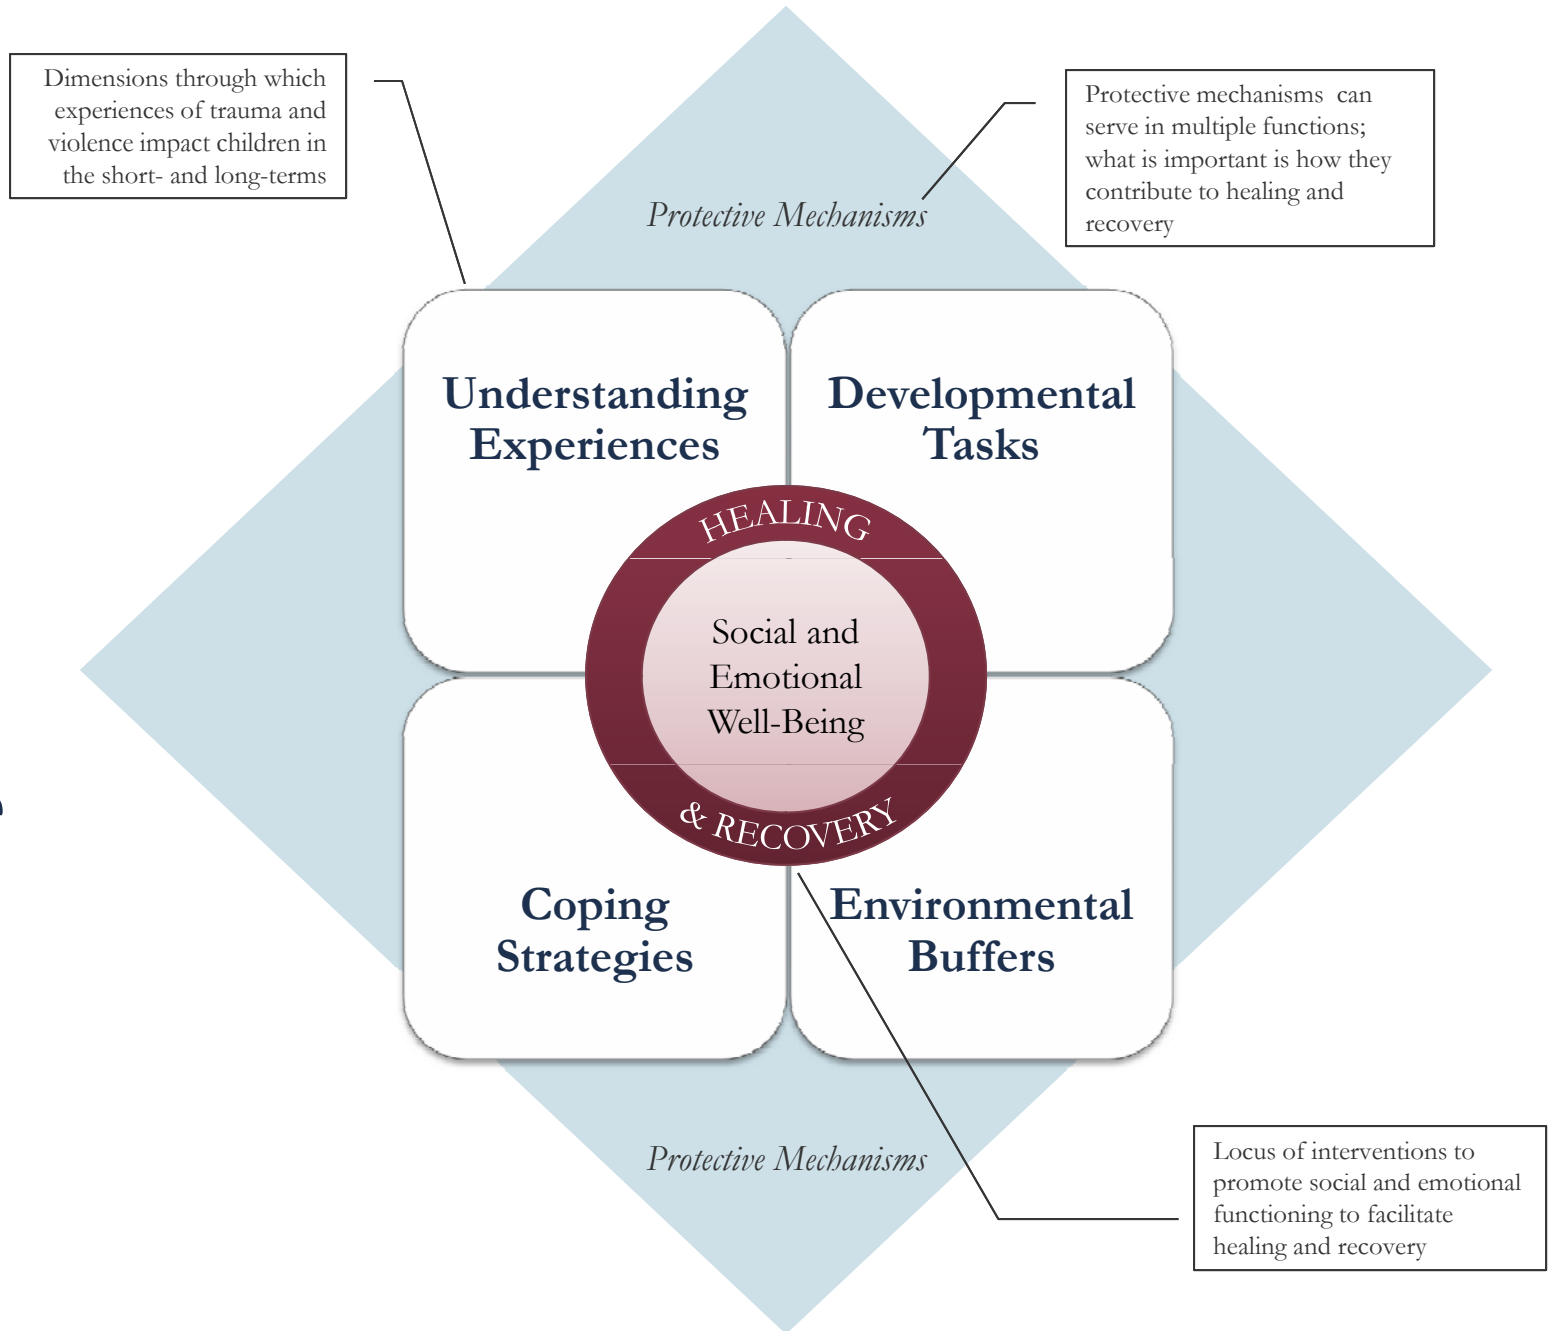 Dimensions through which
experiences of trauma and
violence impact children in
the short- and long-terms
Protective mechanisms can
serve in multiple functions;
what is important is how they
contribute to healing and
recovery
Protective Mechanisms
Understanding
Experiences
Developmental
Tasks
HEALING
Social and
Emotional
Well-Being
& RECOVERY
Coping
Strategies
Environmental
Buffers
Protective Mechanisms
Locus of interventions to
promote social and emotional
functioning to facilitate
healing and recovery